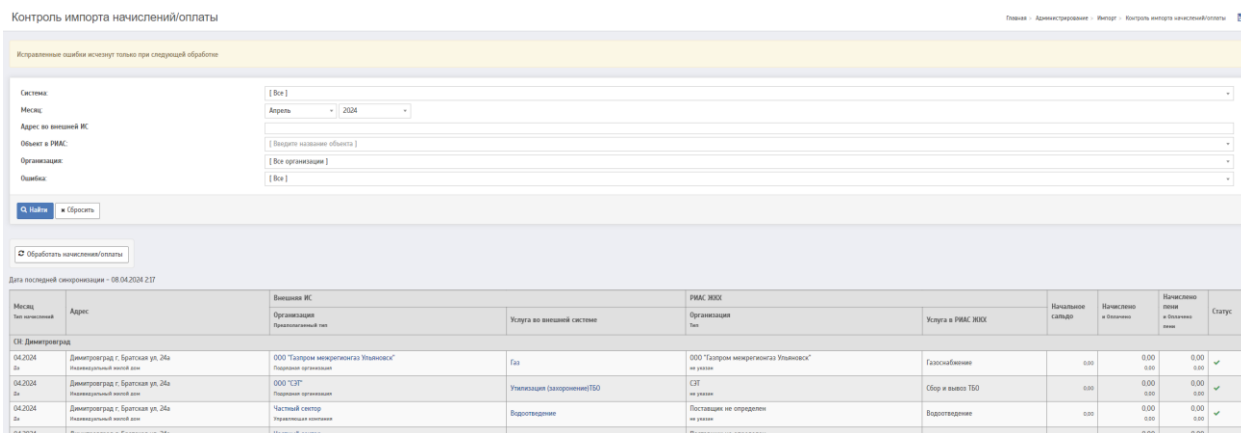 Контроль импорта начислений/оплаты
Главная > Администрирование > Импорт > Контроль импорта начислений/оплаты
Исправленные ошибки исчезнут только при следующей обработке
Система: [ Все ]
Месяц: Апрель 2024
Адрес во внешней ИС
Объект в РИАС: [ Введите название объекта ]
Организация: [ Все организации ]
Ошибка: [ Все ]
Найти × Сбросить
Обработать начисления/оплаты
Дата последней синхронизации - 08.04.2024 2:17
Месяц Адрес Внешняя ИС РИАС ЖКХ Начальное сальдо Начислено Начислено пени Статус
Тип начислений Организация Услуга во внешней системе Организация Услуга в РИАС ЖКХ и Оплачено и Оплачено пени
Предполагаемый тип Тип
СИ: Димитровград
04.2024 Димитровград г, Братская ул, 24а ООО "Газпром межрегионгаз Ульяновск" Газ ООО "Газпром межрегионгаз Ульяновск" Газоснабжение 0,00 0,00 0,00
Да Индивидуальный жилой дом Подрядная организация не указан 0,00 0,00
04.2024 Димитровград г, Братская ул, 24а ООО "СЭТ" Утилизация (захоронение)ТБО СЭТ Сбор и вывоз ТБО 0,00 0,00 0,00
Да Индивидуальный жилой дом Подрядная организация не указан 0,00 0,00
04.2024 Димитровград г, Братская ул, 24а Частный сектор Водоотведение Поставщик не определен Водоотведение 0,00 0,00 0,00
Да Индивидуальный жилой дом Управляющая компания не указан 0,00 0,00